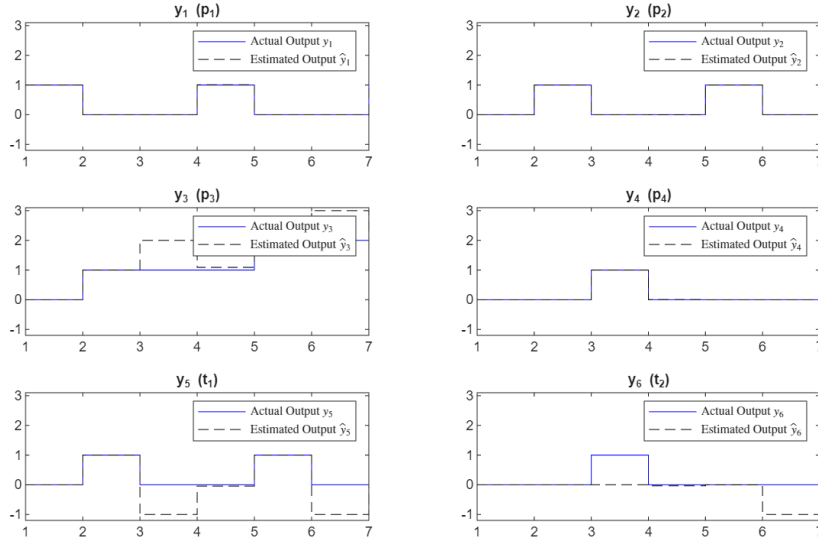 y₁ (p₁)
3
2
1
0
-1
Actual Output y₁
Estimated Output ŷ₁
1 2 3 4 5 6 7
y₂ (p₂)
3
2
1
0
-1
Actual Output y₂
Estimated Output ŷ₂
1 2 3 4 5 6 7
y₃ (p₃)
3
2
1
0
-1
Actual Output y₃
Estimated Output ŷ₃
1 2 3 4 5 6 7
y₄ (p₄)
3
2
1
0
-1
Actual Output y₄
Estimated Output ŷ₄
1 2 3 4 5 6 7
y₅ (t₁)
3
2
1
0
-1
Actual Output y₅
Estimated Output ŷ₅
1 2 3 4 5 6 7
y₆ (t₂)
3
2
1
0
-1
Actual Output y₆
Estimated Output ŷ₆
1 2 3 4 5 6 7